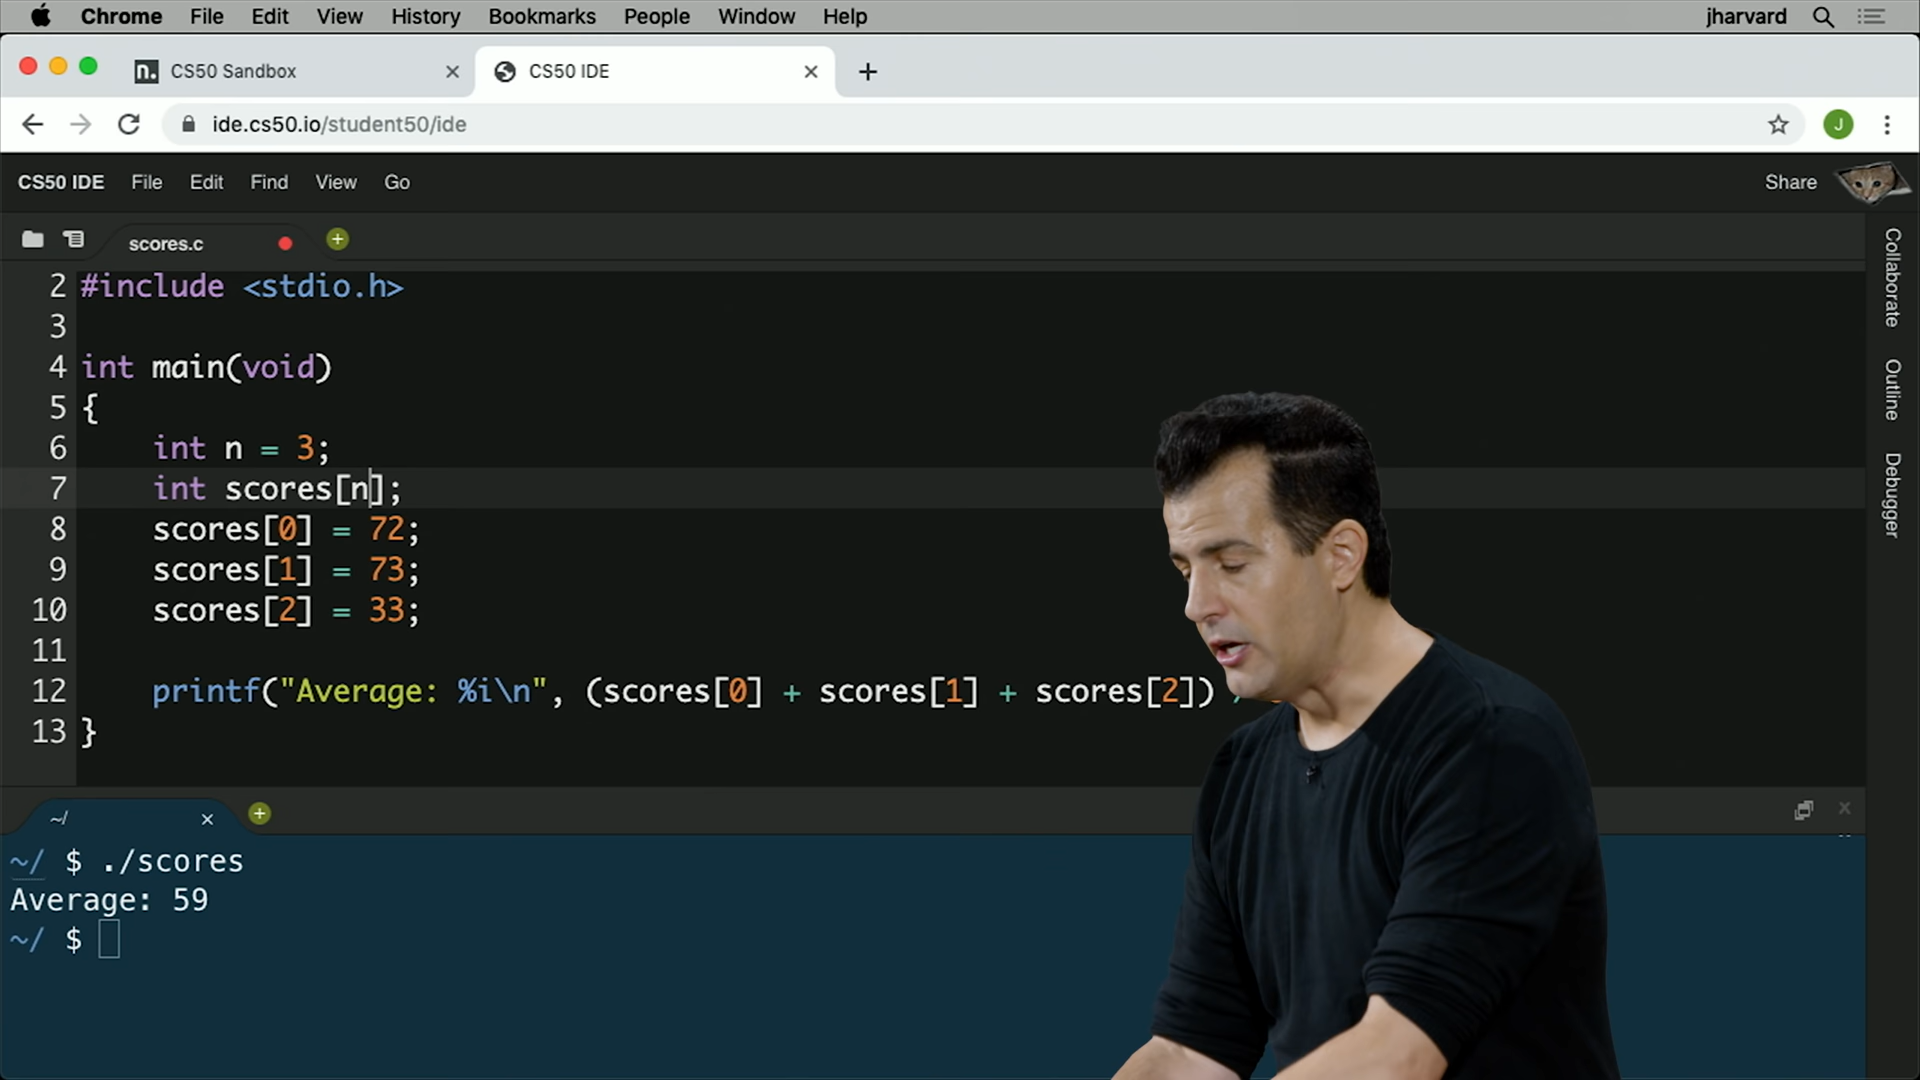 Chrome File Edit View History Bookmarks People Window Help jharvard
n. CS50 Sandbox CS50 IDE
ide.cs50.io/student50/ide J
CS50 IDE File Edit Find View Go Share
scores.c
Collaborate
Outline
Debugger
2 #include <stdio.h>
3
4 int main(void)
5 {
6 int n = 3;
7 int scores[n];
8 scores[0] = 72;
9 scores[1] = 73;
10 scores[2] = 33;
11
12 printf("Average: %i\n", (scores[0] + scores[1] + scores[2]) /
13 }
~/
~/ $ ./scores
Average: 59
~/ $